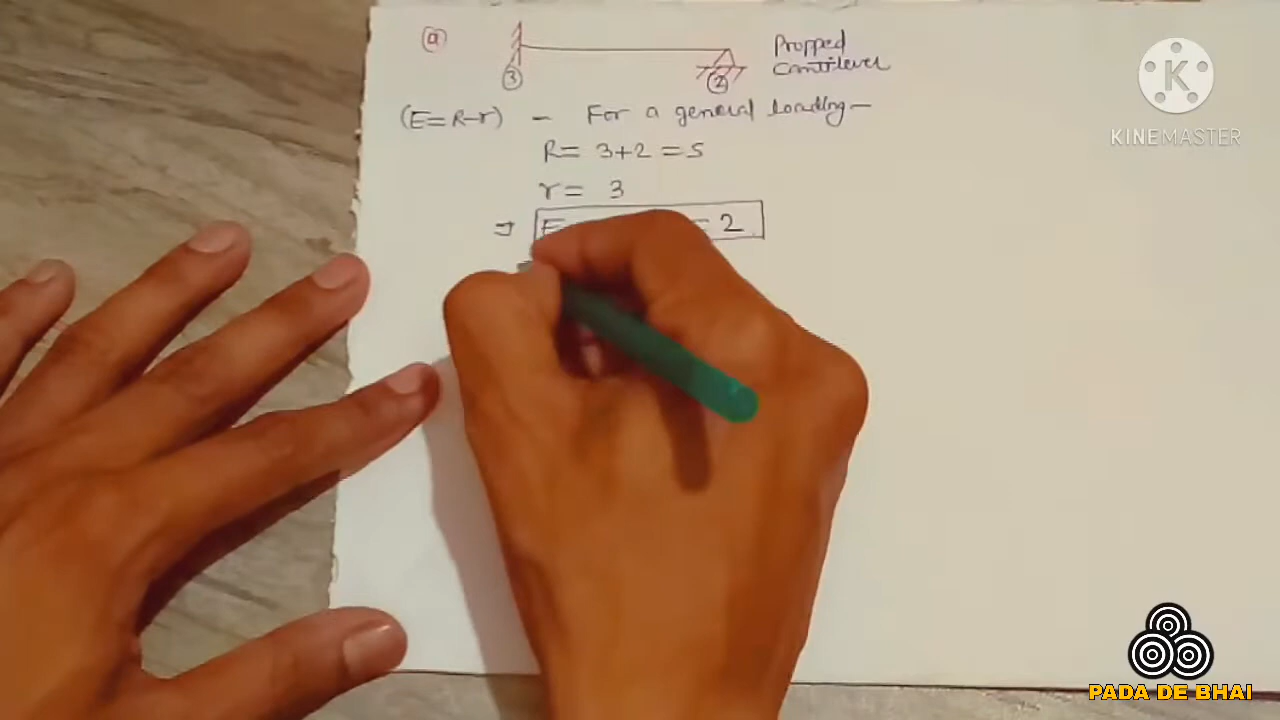 (a) Propped
Cantilever
3 2
(E=R-r) - For a general loading-
R= 3+2 =5
r= 3
⇒ E = 2
K
KINEMASTER
PADA DE BHAI